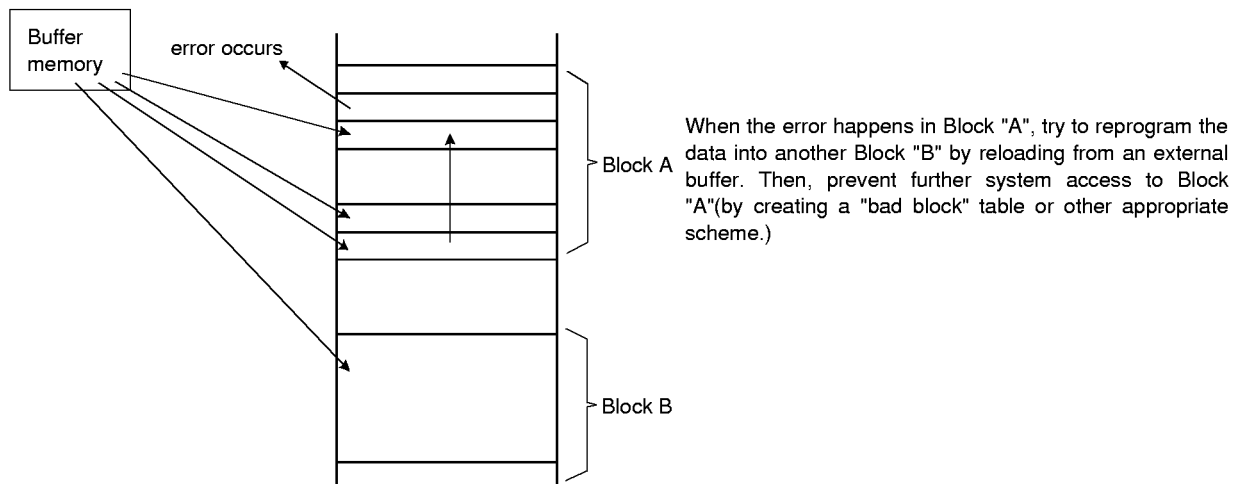 Buffer
memory
error occurs
Block A
When the error happens in Block "A", try to reprogram the
data into another Block "B" by reloading from an external
buffer. Then, prevent further system access to Block
"A"(by creating a "bad block" table or other appropriate
scheme.)
Block B